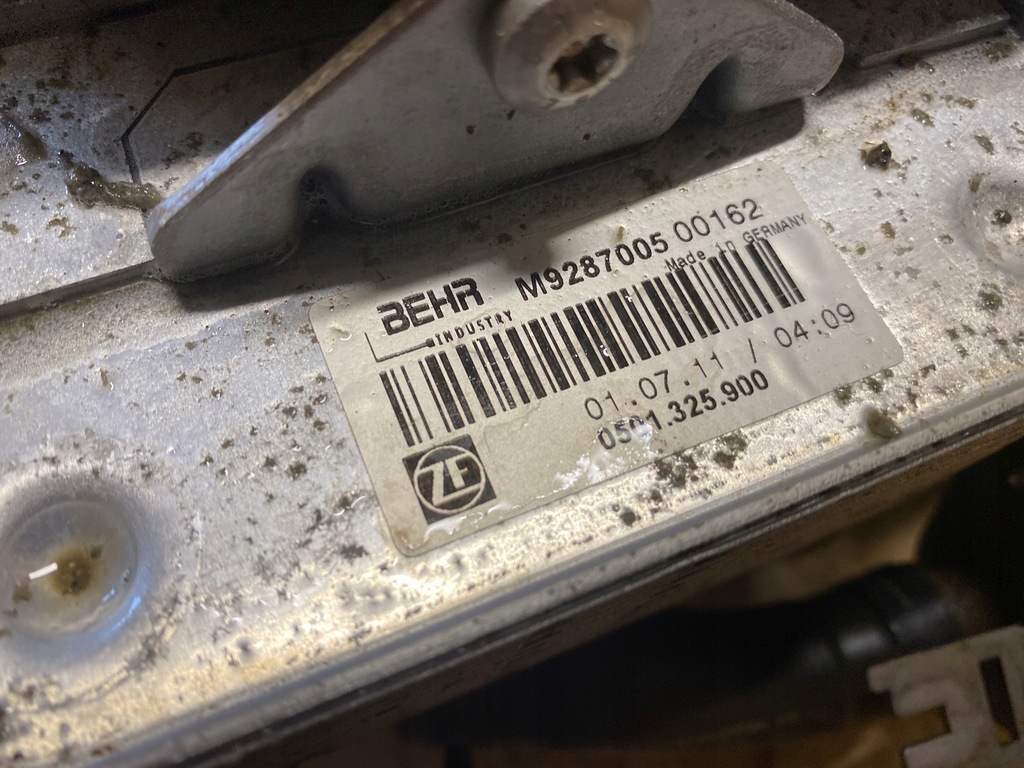 BEHR M9287005 00162
INDUSTRY Made in GERMANY
01.07.11 / 04:09
0501.325.900
ZF